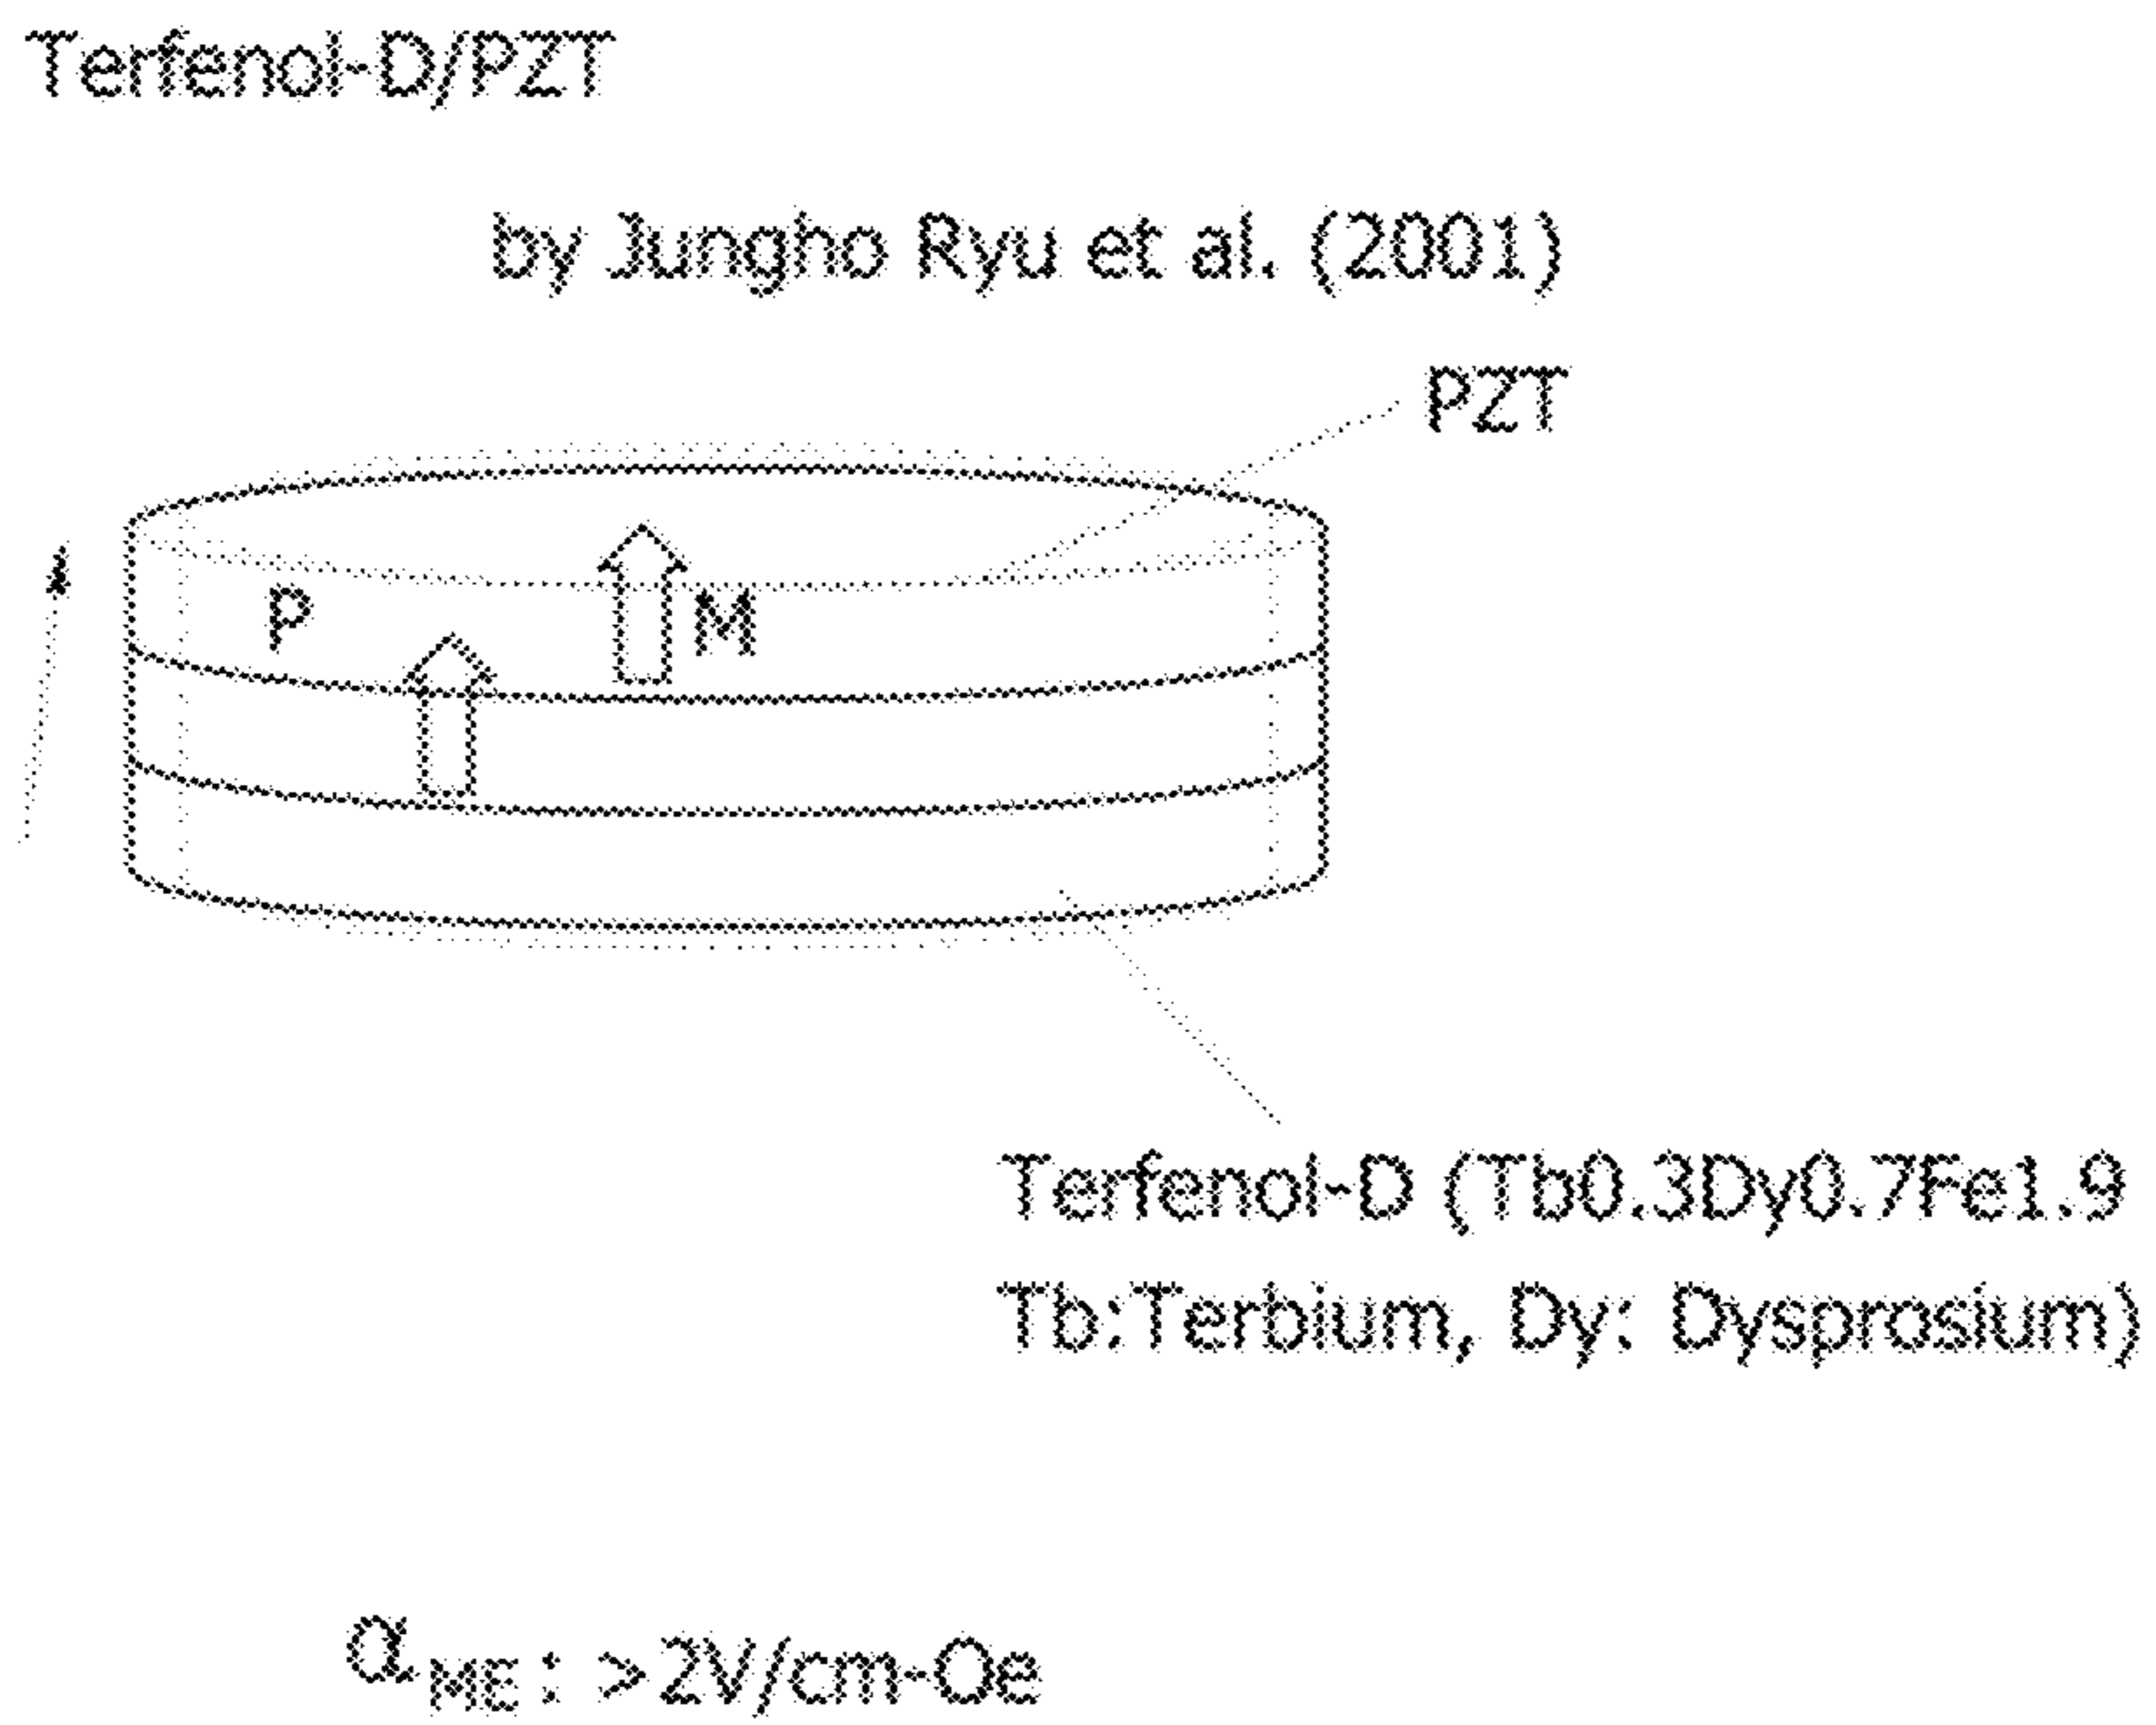 Terfenol-D/PZT
by Jungho Ryu et al. (2001)
PZT
P
M
Terfenol-D (Tb0.3Dy0.7Fe1.9
Tb:Terbium, Dy: Dysprasium)
αME : >2V/cm-Oe